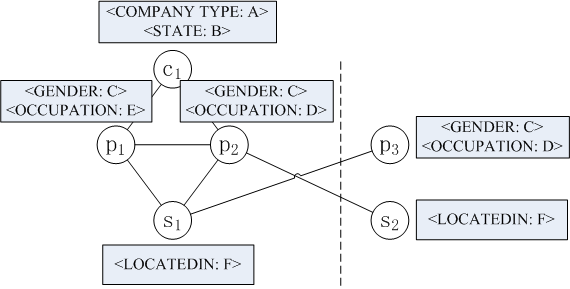 <COMPANY TYPE: A>
<STATE: B>
c1
<GENDER: C>
<OCCUPATION: E>
<GENDER: C>
<OCCUPATION: D>
p1
p2
p3
<GENDER: C>
<OCCUPATION: D>
s1
s2
<LOCATEDIN: F>
<LOCATEDIN: F>